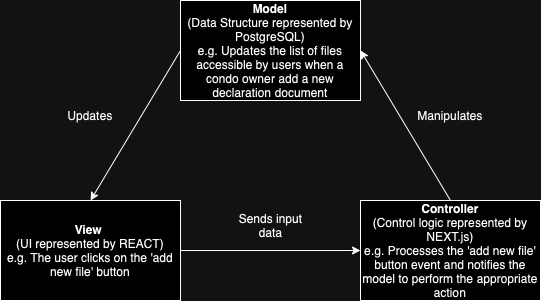 Model
(Data Structure represented by
PostgreSQL)
e.g. Updates the list of files
accessible by users when a
condo owner add a new
declaration document
Updates
Manipulates
Sends input
data
View
(UI represented by REACT)
e.g. The user clicks on the 'add
new file' button
Controller
(Control logic represented by
NEXT.js)
e.g. Processes the 'add new file'
button event and notifies the
model to perform the appropriate
action